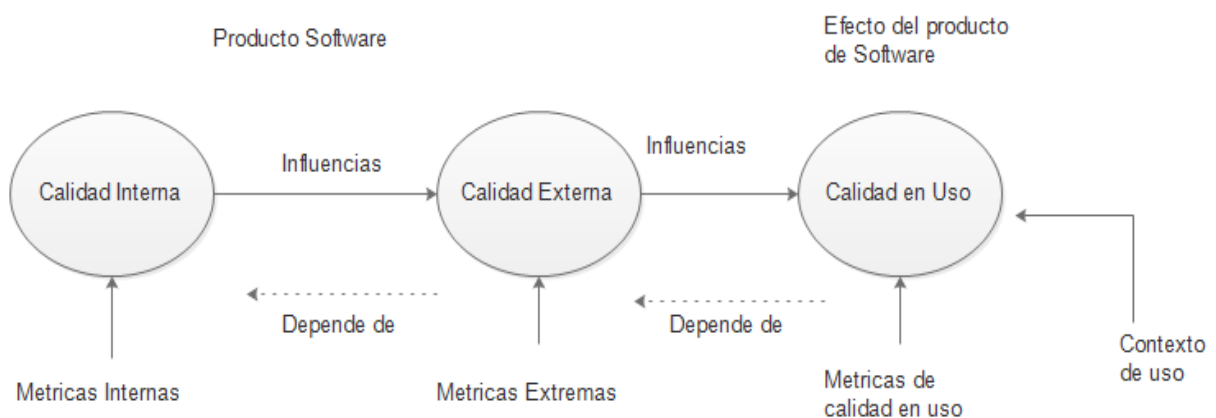 Producto Software
Efecto del producto
de Software
Influencias
Influencias
Calidad Interna
Calidad Externa
Calidad en Uso
Depende de
Depende de
Metricas Internas
Metricas Extremas
Metricas de
calidad en uso
Contexto
de uso